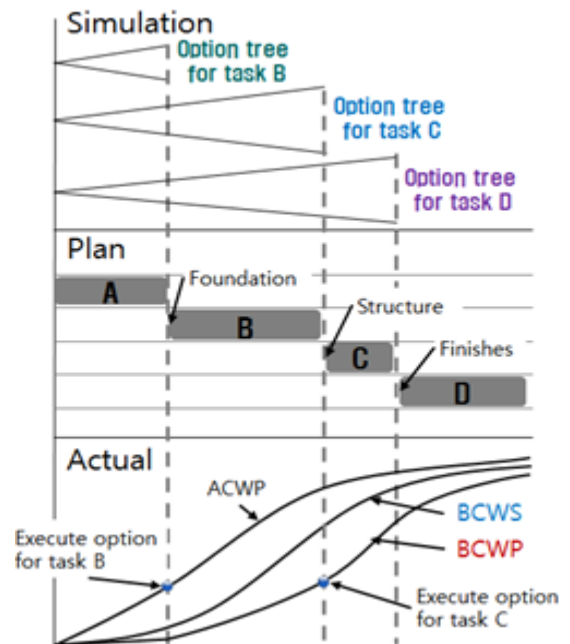 Simulation
Option tree
for task B
Option tree
for task C
Option tree
for task D
Plan
A
Foundation
B
Structure
C
Finishes
D
Actual
ACWP
BCWS
BCWP
Execute option
for task B
Execute option
for task C